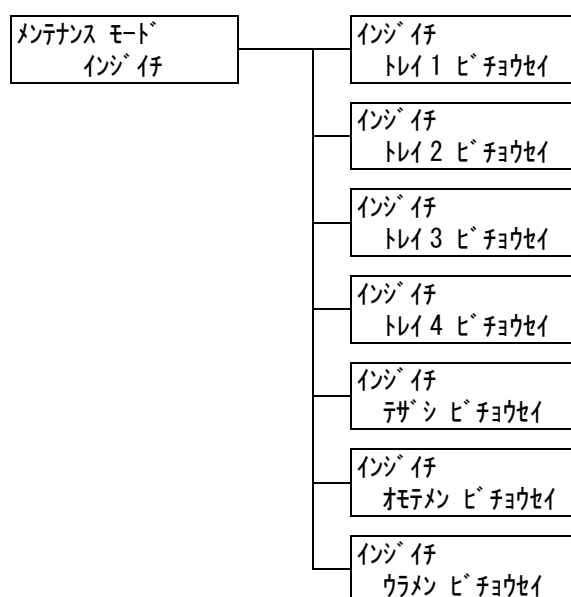 メンテナンス モード
インジイチ
インジイチ
トレイ1 ビチョウセイ
インジイチ
トレイ2 ビチョウセイ
インジイチ
トレイ3 ビチョウセイ
インジイチ
トレイ4 ビチョウセイ
インジイチ
テザシ ビチョウセイ
インジイチ
オモテメン ビチョウセイ
インジイチ
ウラメン ビチョウセイ